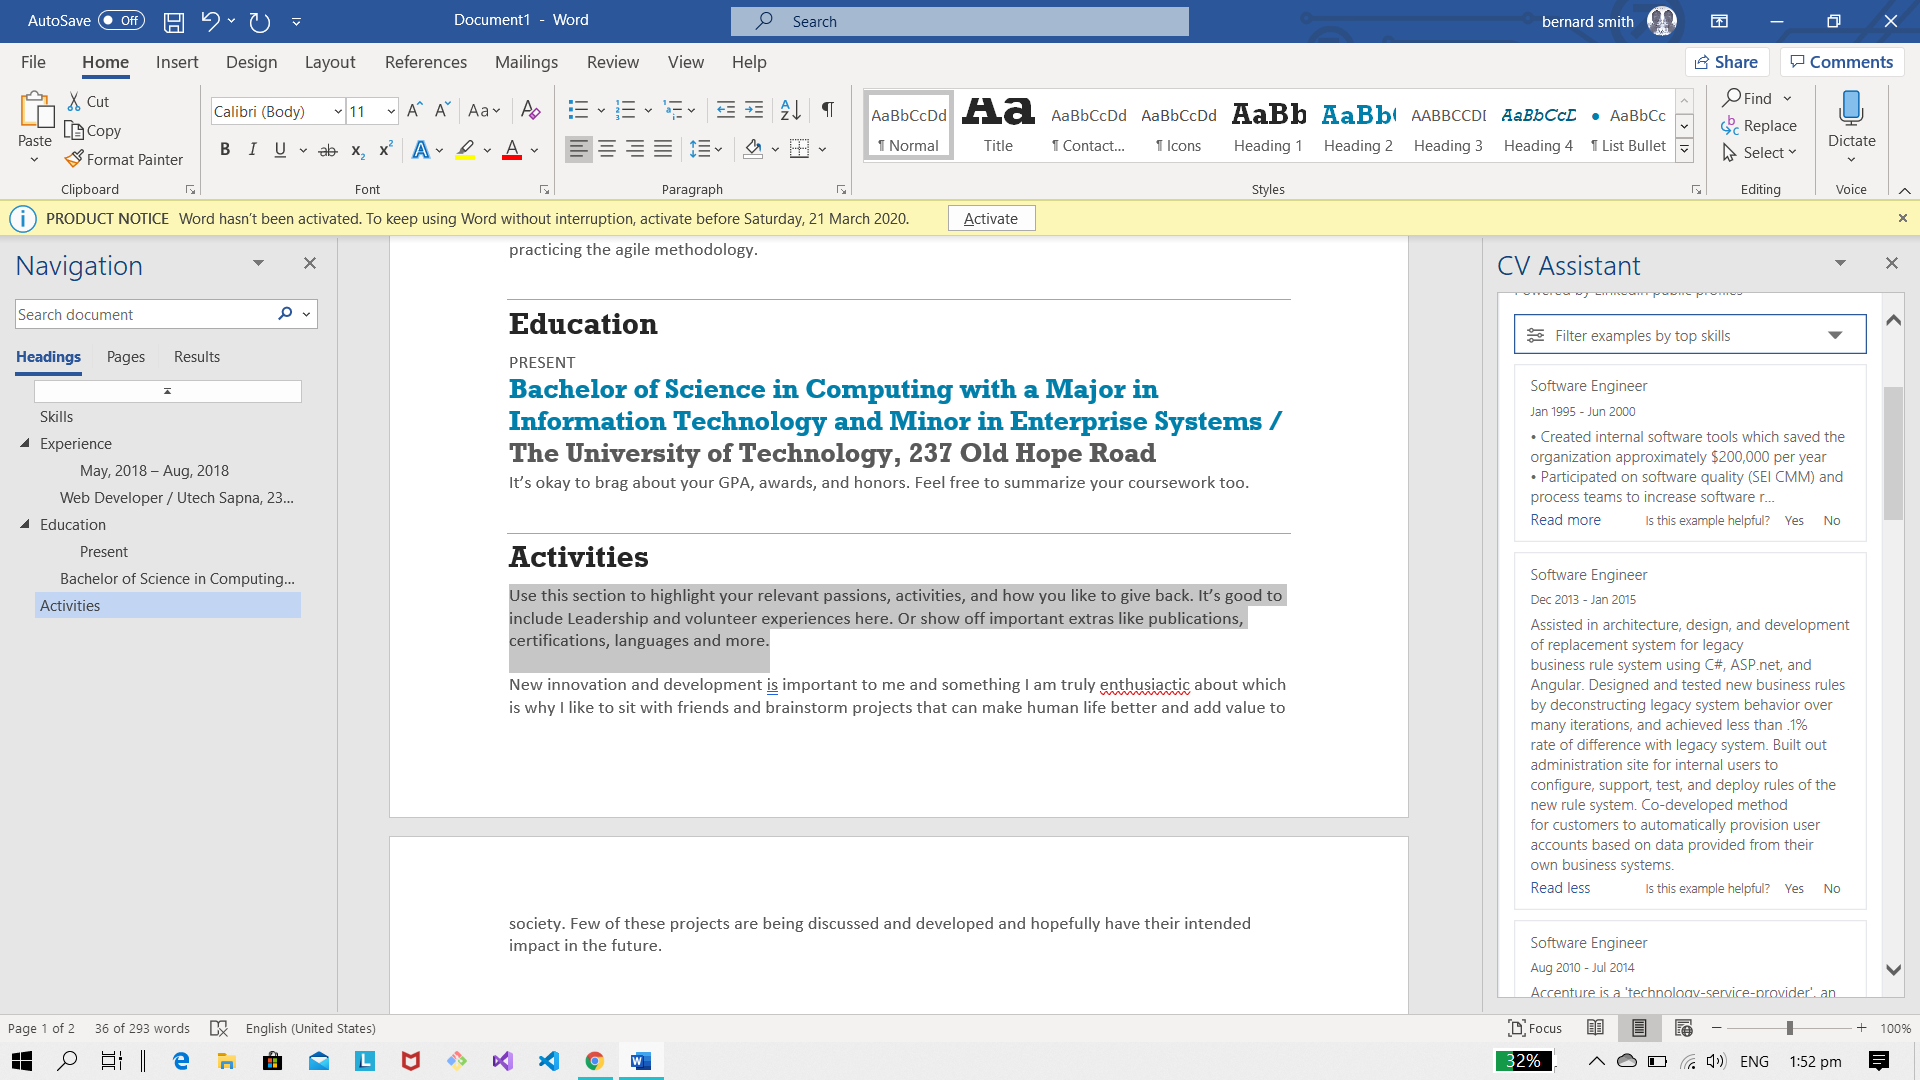 AutoSave Off
Document1 - Word
Search
bernard smith
File Home Insert Design Layout References Mailings Review View Help
Share Comments
Paste
Cut
Copy
Format Painter
Clipboard
Calibri (Body) 11
Font
Paragraph
AaBbCcDd AaBbCcDd AaBbCcDd AaBb AaBb AABBCCDI AaBbCcL AaBbCc
¶ Normal Title ¶ Contact... ¶ Icons Heading 1 Heading 2 Heading 3 Heading 4 ¶ List Bullet
Styles
Find
Replace
Select
Editing
Dictate
Voice
PRODUCT NOTICE Word hasn't been activated. To keep using Word without interruption, activate before Saturday, 21 March 2020. Activate
Navigation
Search document
Headings Pages Results
Skills
Experience
May, 2018 – Aug, 2018
Web Developer / Utech Sapna, 23...
Education
Present
Bachelor of Science in Computing...
Activities
practicing the agile methodology.
Education
PRESENT
Bachelor of Science in Computing with a Major in
Information Technology and Minor in Enterprise Systems /
The University of Technology, 237 Old Hope Road
It's okay to brag about your GPA, awards, and honors. Feel free to summarize your coursework too.
Activities
Use this section to highlight your relevant passions, activities, and how you like to give back. It's good to
include Leadership and volunteer experiences here. Or show off important extras like publications,
certifications, languages and more.
New innovation and development is important to me and something I am truly enthusiactic about which
is why I like to sit with friends and brainstorm projects that can make human life better and add value to
society. Few of these projects are being discussed and developed and hopefully have their intended
impact in the future.
CV Assistant
Powered by LinkedIn public profiles
Filter examples by top skills
Software Engineer
Jan 1995 - Jun 2000
• Created internal software tools which saved the
organization approximately $200,000 per year
• Participated on software quality (SEI CMM) and
process teams to increase software r...
Read more Is this example helpful? Yes No
Software Engineer
Dec 2013 - Jan 2015
Assisted in architecture, design, and development
of replacement system for legacy
business rule system using C#, ASP.net, and
Angular. Designed and tested new business rules
by deconstructing legacy system behavior over
many iterations, and achieved less than .1%
rate of difference with legacy system. Built out
administration site for internal users to
configure, support, test, and deploy rules of the
new rule system. Co-developed method
for customers to automatically provision user
accounts based on data provided from their
own business systems.
Read less Is this example helpful? Yes No
Software Engineer
Aug 2010 - Jul 2014
Accenture is a 'technology-service-provider', an
Page 1 of 2 36 of 293 words English (United States)
Focus 100%
32% ENG 1:52 pm